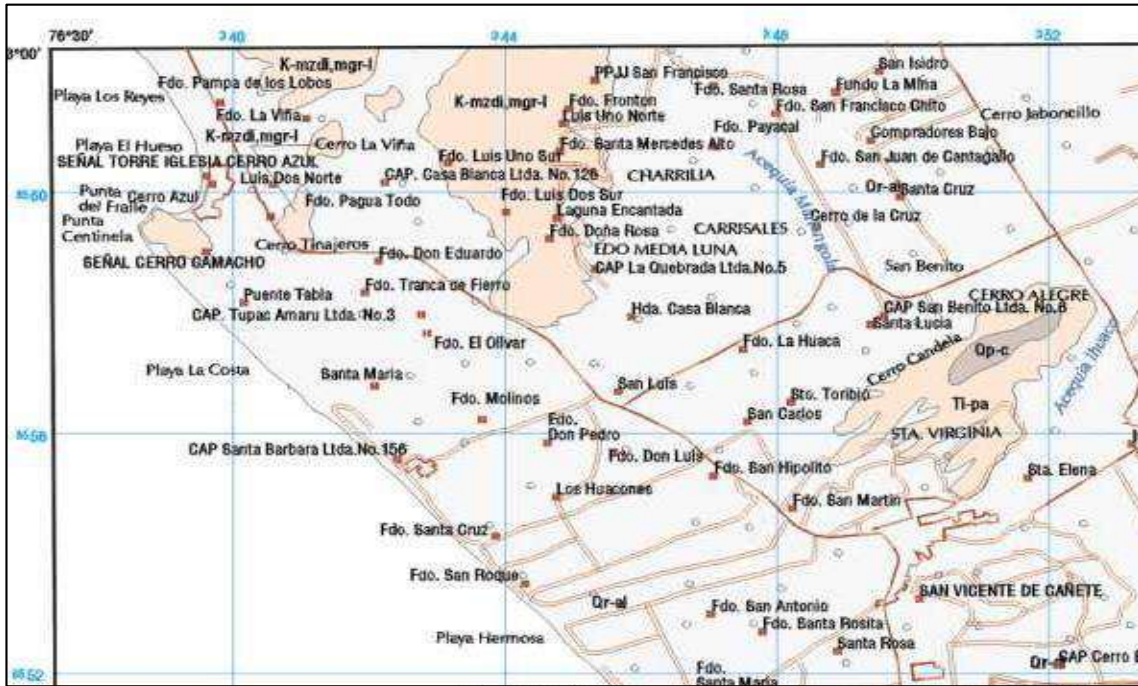 76°30'
340
344
348
352
3°00'
K-mzdi,mgr-l
Fdo. Pampa de los Lobos
Playa Los Reyes
Fdo. La Viña
K-mzdi,mgr-l
PPJJ San Francisco
Fdo. Santa Rosa
San Isidro
Fundo La Mina
K-mzdi,mgr-l
Fdo. Fronton
Luis Uno Norte
Fdo. San Francisco Chito
Cerro Jaboncillo
Fdo. Payacal
Playa El Hueso
Cerro La Viña
Compradores Bajo
SEÑAL TORRE IGLESIA CERRO AZUL
Fdo. Luis Uno Sur
Fdo. Santa Mercedes Alto
Fdo. San Juan de Cantagallo
Luis Dos Norte
CAP. Casa Blanca Ltda. No. 126
CHARRILIA
Punta del Fraile
Cerro Azul
Fdo. Pagua Todo
Fdo. Luis Dos Sur
Qr-al
Santa Cruz
8560
Punta Centinela
Laguna Encantada
Cerro de la Cruz
Cerro Tinajeros
Fdo. Doña Rosa
CARRISALES
SEÑAL CERRO CAMACHO
Fdo. Don Eduardo
EDO MEDIA LUNA
San Benito
CAP La Quebrada Ltda.No.5
Puente Tabla
Fdo. Tranca de Fierro
CERRO ALEGRE
CAP. Tupac Amaru Ltda. No.3
Hda. Casa Blanca
CAP San Benito Ltda. No.8
Santa Lucia
Fdo. El Olivar
Fdo. La Huaca
Cerro Candela
Qp-c
Acequia Ihuaco
Playa La Costa
Santa Maria
San Luis
Sto. Toribio
Ti-pa
Fdo. Molinos
San Carlos
STA. VIRGINIA
8556
Fdo. Don Pedro
CAP Santa Barbara Ltda.No.156
Fdo. Don Luis
Fdo. San Hipolito
Sta. Elena
Los Huacones
Fdo. San Martin
Fdo. Santa Cruz
Fdo. San Roque
Qr-al
Fdo. San Antonio
SAN VICENTE DE CAÑETE
Fdo. Santa Rosita
Playa Hermosa
Santa Rosa
8552
Fdo. Santa Maria
CAP Cerro